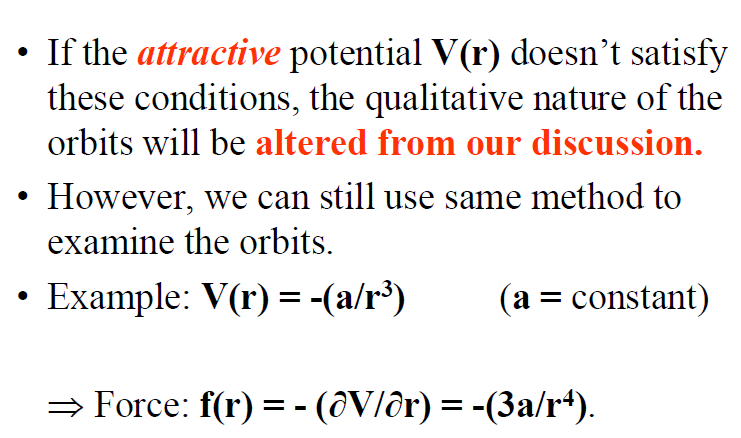 • If the attractive potential V(r) doesn't satisfy
these conditions, the qualitative nature of the
orbits will be altered from our discussion.
• However, we can still use same method to
examine the orbits.
• Example: V(r) = -(a/r³) (a = constant)
⇒ Force: f(r) = - (∂V/∂r) = -(3a/r⁴).